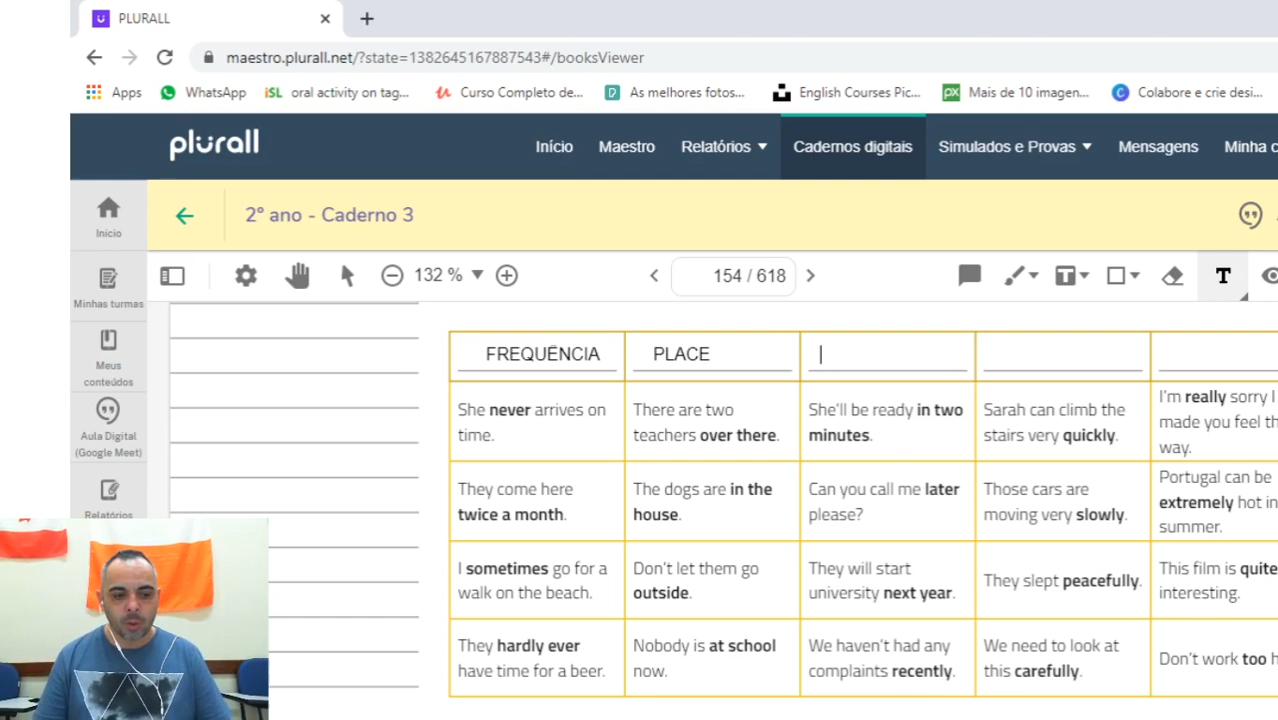 PLURALL
maestro.plurall.net/?state=1382645167887543#/booksViewer
Apps WhatsApp iSL oral activity on tag... Curso Completo de... As melhores fotos... English Courses Pic... px Mais de 10 imagen... C Colabore e crie desi...
plurall Início Maestro Relatórios Cadernos digitais Simulados e Provas Mensagens Minha c
Início
2º ano - Caderno 3
Minhas turmas
132 % 154 / 618 T T
Meus
conteúdos
Aula Digital
(Google Meet)
Relatórios
FREQUÊNCIA PLACE
She never arrives on
time.
There are two
teachers over there.
She'll be ready in two
minutes.
Sarah can climb the
stairs very quickly.
I'm really sorry I
made you feel th
way.
They come here
twice a month.
The dogs are in the
house.
Can you call me later
please?
Those cars are
moving very slowly.
Portugal can be
extremely hot in
summer.
I sometimes go for a
walk on the beach.
Don't let them go
outside.
They will start
university next year.
They slept peacefully.
This film is quite
interesting.
They hardly ever
have time for a beer.
Nobody is at school
now.
We haven't had any
complaints recently.
We need to look at
this carefully.
Don't work too h